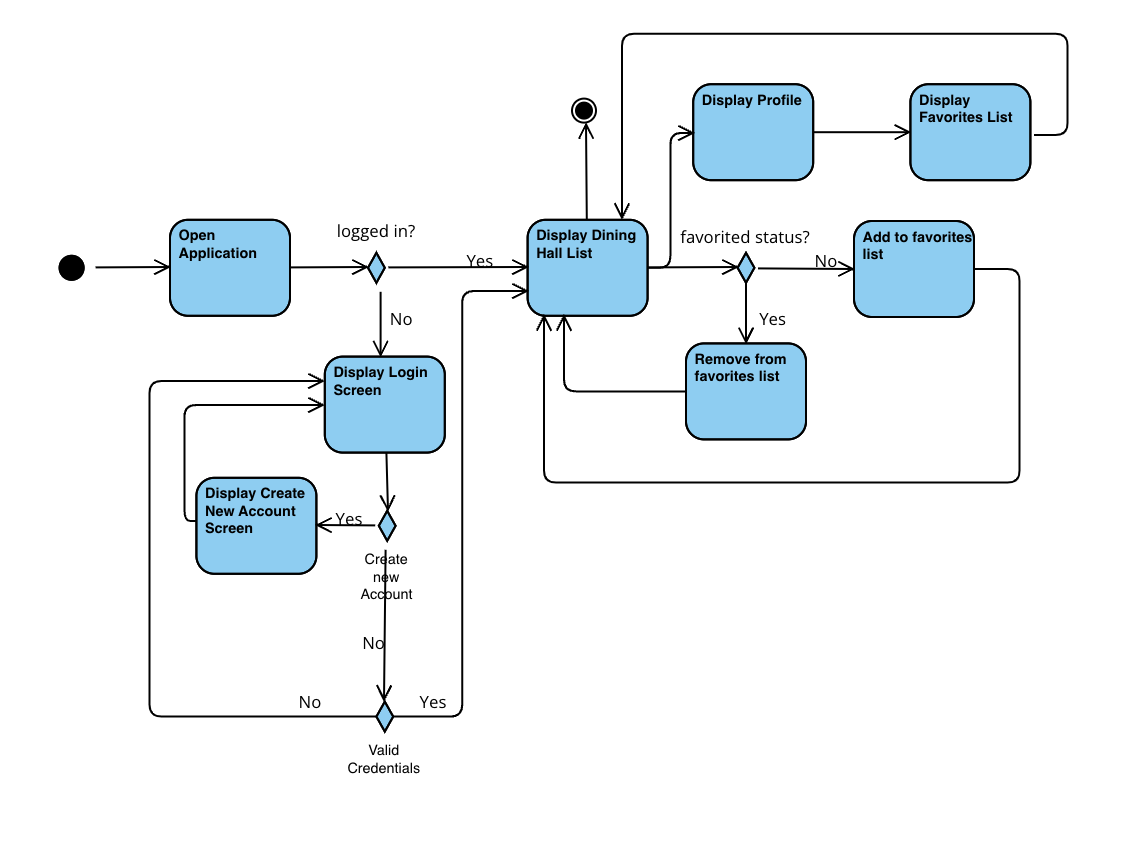 Display Profile
Display
Favorites List
Open
Application
logged in?
Yes
No
Display Dining
Hall List
favorited status?
No
Yes
Add to favorites
list
Remove from
favorites list
Display Login
Screen
Display Create
New Account
Screen
Yes
Create
new
Account
No
No
Yes
Valid
Credentials